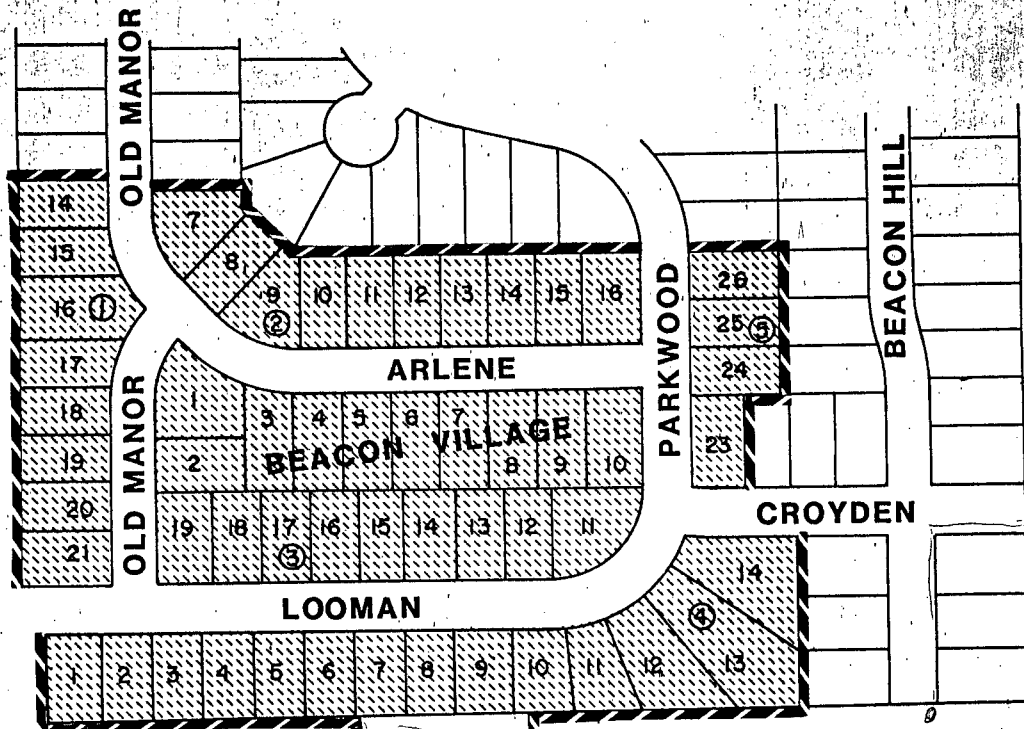 OLD MANOR
BEACON HILL
14
7
15
8
26
16 ① 9 10 11 12 13 14 15 16
②
25 ⑤
PARKWOOD
17
ARLENE
24
OLD MANOR
18 1 3 4 5 6 7
23
BEACON VILLAGE
19 2 8 9 10
20 19 18 17 16 15 14 13 12 11
CROYDEN
21
③
14
LOOMAN
④
1 2 3 4 5 6 7 8 9 10 11 12 13